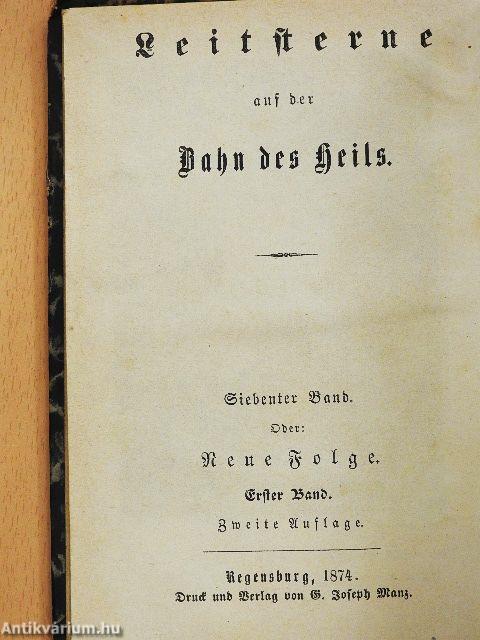 Leitsterne
auf der
Bahn des Heils.
Siebenter Band.
Oder:
Neue Folge.
Erster Band.
Zweite Auflage.
Regensburg, 1874.
Druck und Verlag von G. Joseph Manz.
Antikvárium.hu